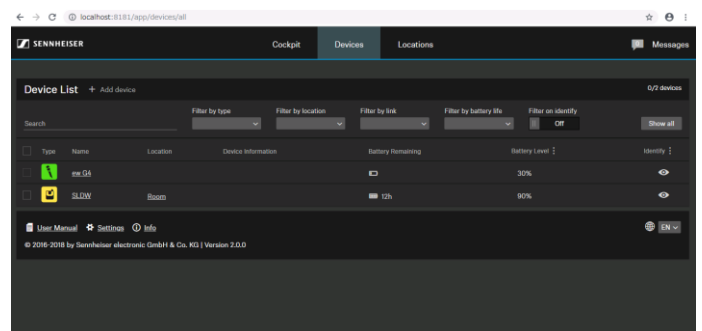 localhost:8181/app/devices/all
SENNHEISER Cockpit Devices Locations Messages
Device List + Add device 0/2 devices
Filter by type Filter by location Filter by link Filter by battery life Filter on identify
Search Off Show all
Type Name Location Device Information Battery Remaining Battery Level Identify
ew G4 30%
SLDW Room 12h 90%
User Manual Settings Info EN
© 2016-2018 by Sennheiser electronic GmbH & Co. KG | Version 2.0.0